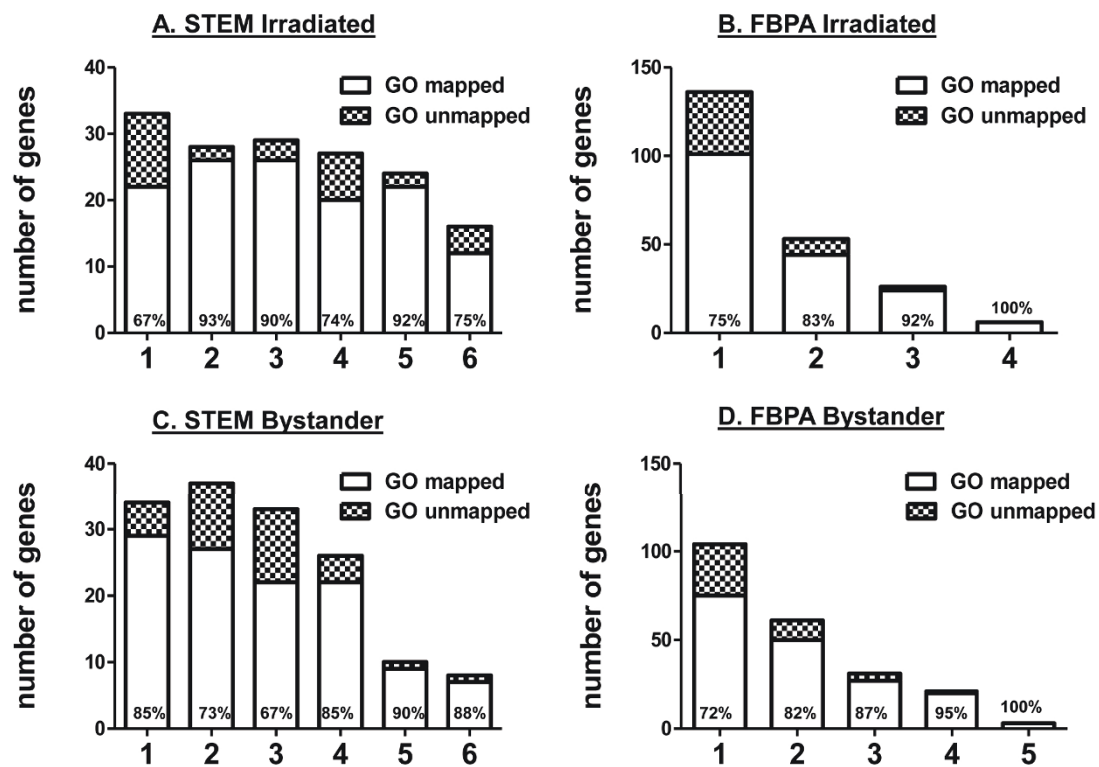 A. STEM Irradiated
number of genes
40
30
20
10
0
GO mapped
GO unmapped
67% 93% 90% 74% 92% 75%
1 2 3 4 5 6
B. FBPA Irradiated
number of genes
150
100
50
0
GO mapped
GO unmapped
75% 83% 92% 100%
1 2 3 4
C. STEM Bystander
number of genes
40
30
20
10
0
GO mapped
GO unmapped
85% 73% 67% 85% 90% 88%
1 2 3 4 5 6
D. FBPA Bystander
number of genes
150
100
50
0
GO mapped
GO unmapped
72% 82% 87% 95% 100%
1 2 3 4 5